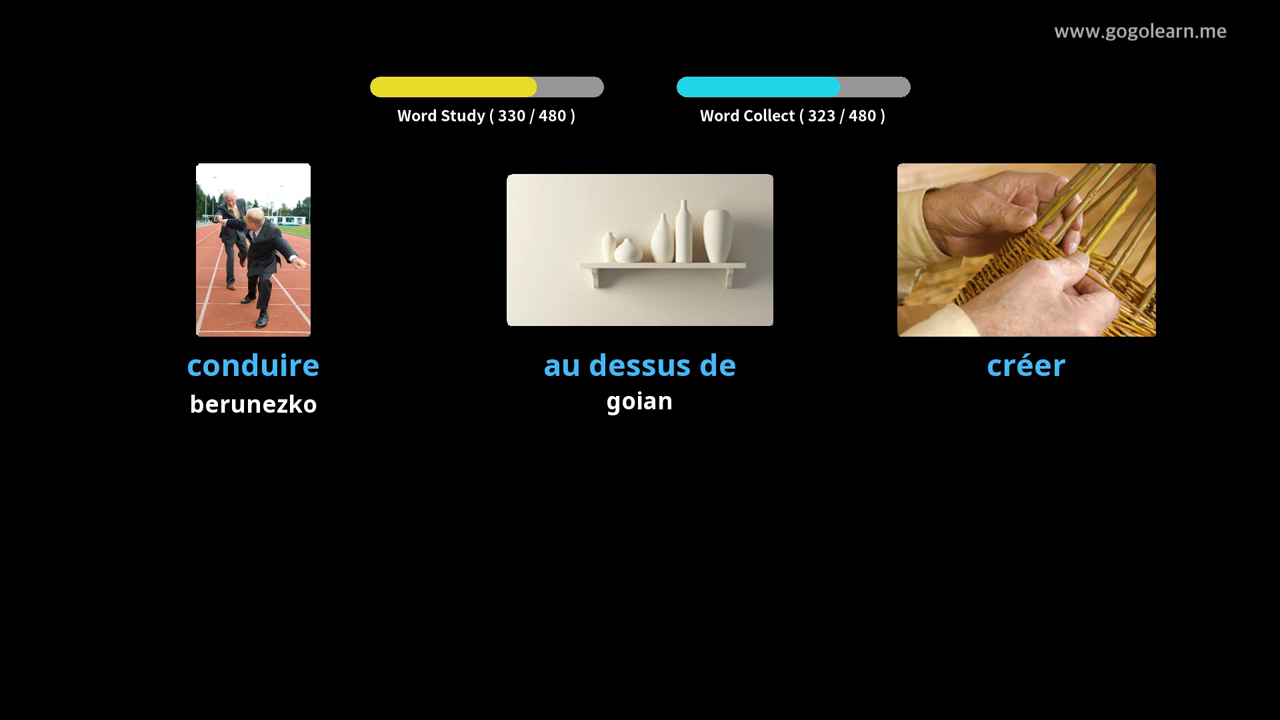 www.gogolearn.me
Word Study ( 330 / 480 )
Word Collect ( 323 / 480 )
conduire
berunezko
au dessus de
goian
créer